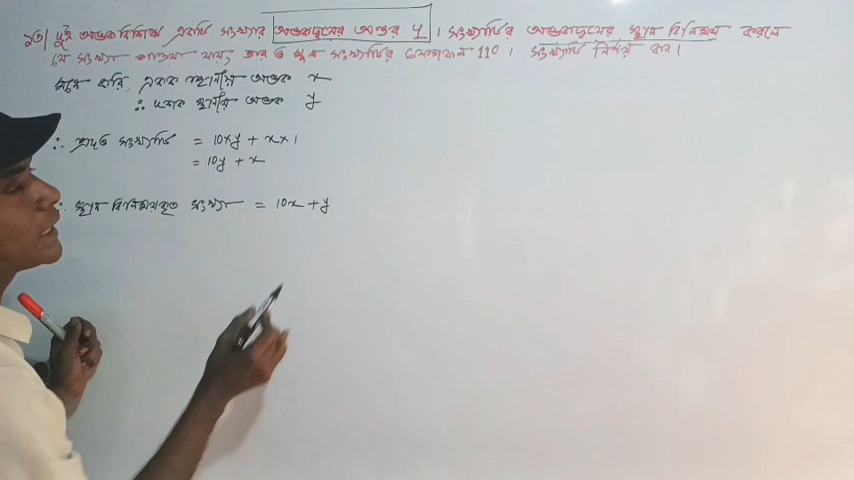 ১৩| দুই অঙ্কবিশিষ্ট একটি সংখ্যার অঙ্কদ্বয়ের অন্তর 4। সংখ্যাটির অঙ্কদ্বয়ের স্থান বিনিময় করলে
যে সংখ্যা পাওয়া যায়, তার ও মূল সংখ্যাটির যোগফল 110। সংখ্যাটি নির্ণয় কর।
মনে করি, একক স্থানীয় অঙ্ক x
∴ দশক স্থানীয় অঙ্ক y
∴ প্রদত্ত সংখ্যাটি = 10×y + x×1
= 10y + x
∴ স্থান বিনিময়কৃত সংখ্যা = 10x + y